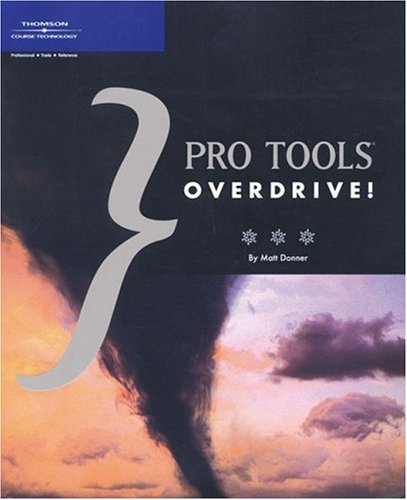 THOMSON
COURSE TECHNOLOGY
Professional • Trade • Reference
PRO TOOLS®
OVERDRIVE!
By Matt Donner